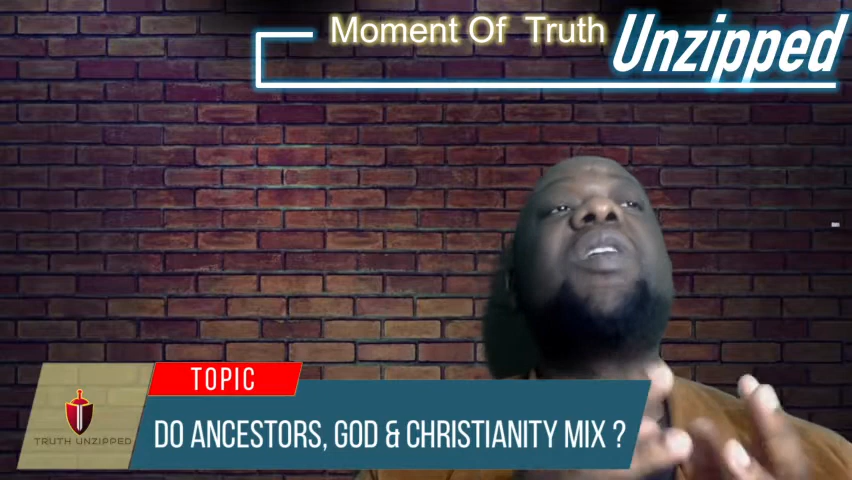 Moment Of Truth Unzipped
TOPIC
TRUTH UNZIPPED
DO ANCESTORS, GOD & CHRISTIANITY MIX ?